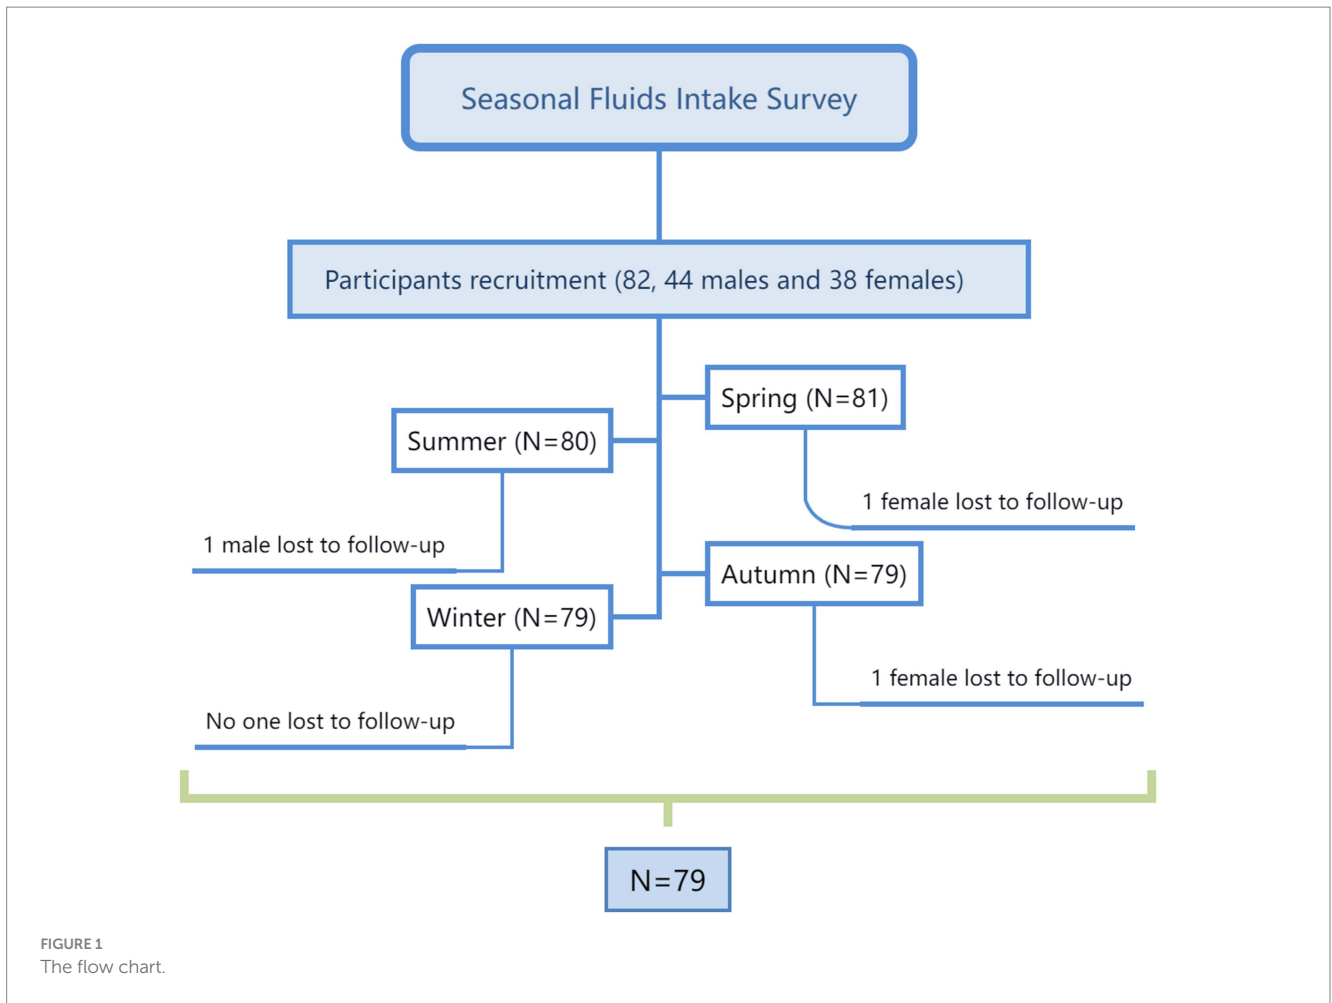 Seasonal Fluids Intake Survey
Participants recruitment (82, 44 males and 38 females)
Spring (N=81)
1 female lost to follow-up
Summer (N=80)
1 male lost to follow-up
Autumn (N=79)
1 female lost to follow-up
Winter (N=79)
No one lost to follow-up
N=79
FIGURE 1
The flow chart.